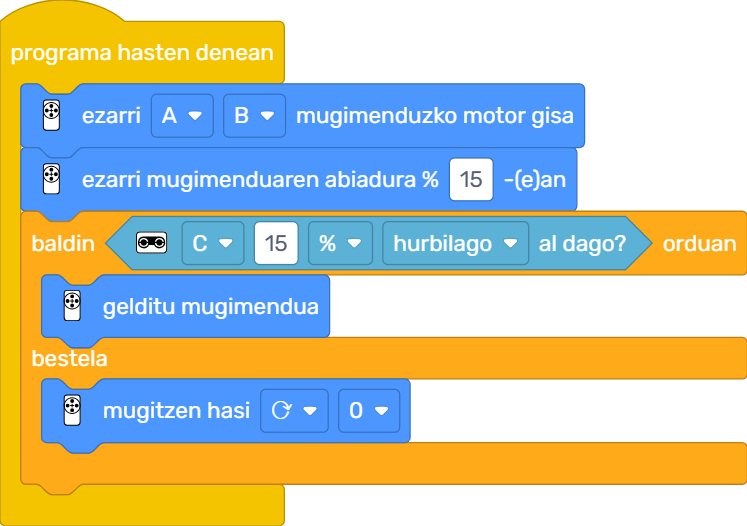 programa hasten denean
ezarri A B mugimenduzko motor gisa
ezarri mugimenduaren abiadura % 15 -(e)an
baldin C 15 % hurbilago al dago? orduan
gelditu mugimendua
bestela
mugitzen hasi 0